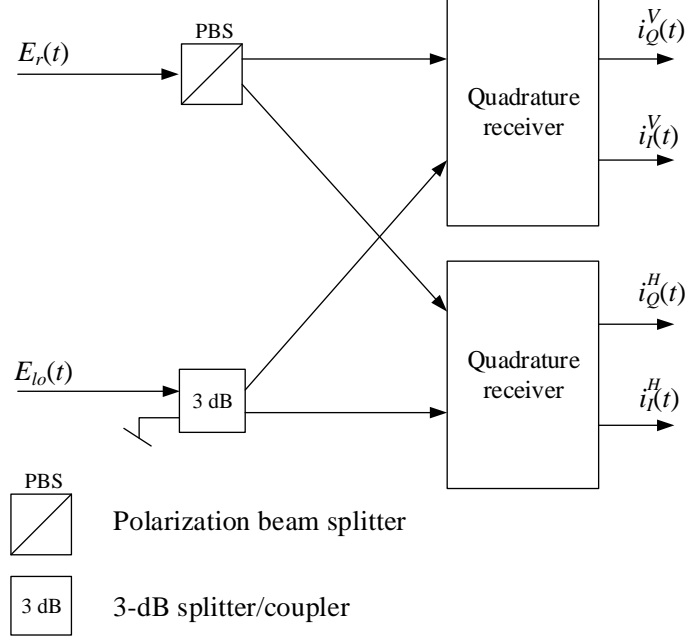 PBS
E_r(t)
Quadrature
receiver
i_Q^V(t)
i_I^V(t)
E_lo(t)
3 dB
Quadrature
receiver
i_Q^H(t)
i_I^H(t)
PBS
Polarization beam splitter
3 dB
3-dB splitter/coupler